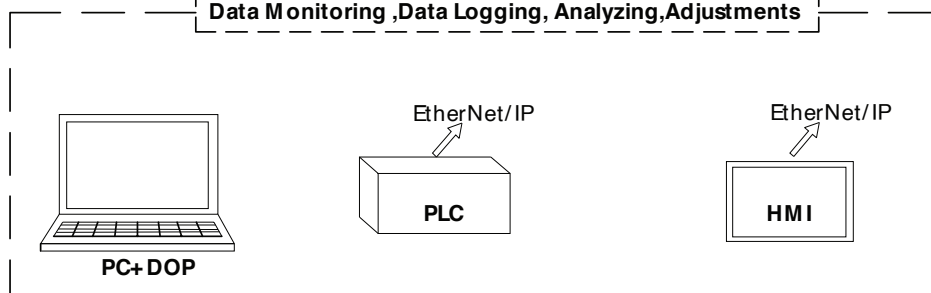 Data Monitoring ,Data Logging, Analyzing,Adjustments
EtherNet/IP
EtherNet/IP
PLC
HMI
PC+DOP